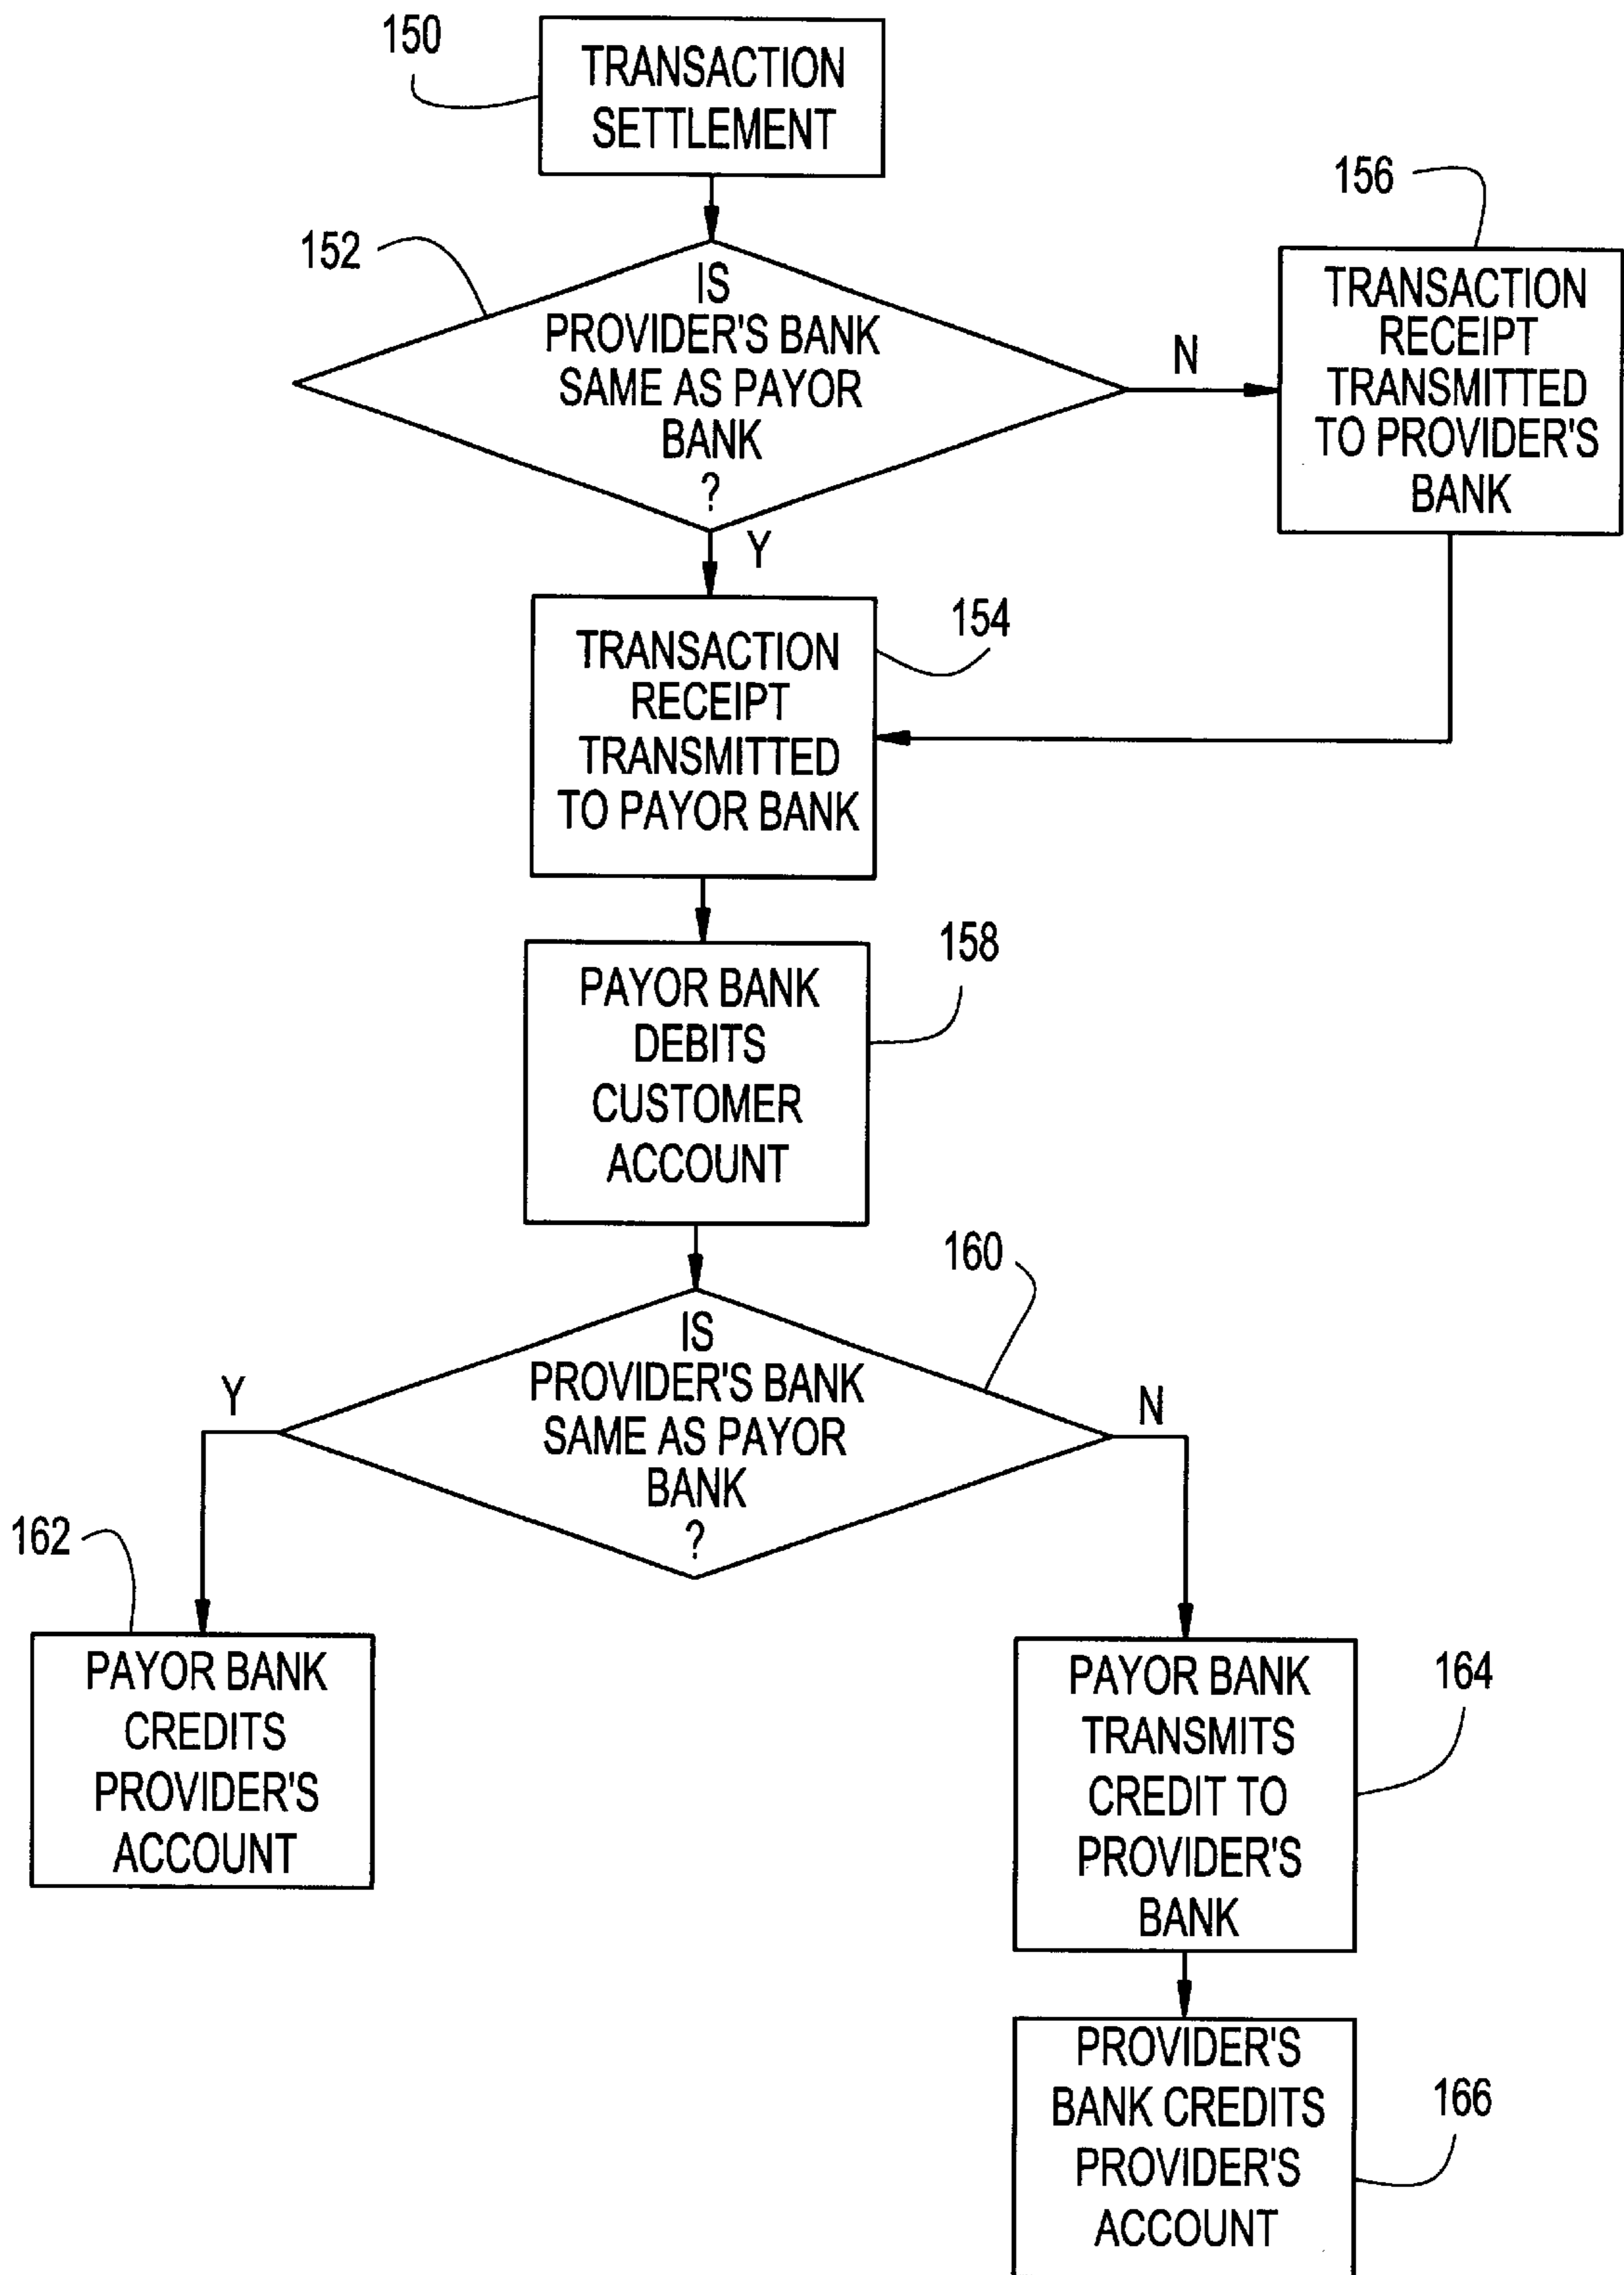 150
TRANSACTION
SETTLEMENT
152
IS
PROVIDER'S BANK
SAME AS PAYOR
BANK
?
N
Y
156
TRANSACTION
RECEIPT
TRANSMITTED
TO PROVIDER'S
BANK
154
TRANSACTION
RECEIPT
TRANSMITTED
TO PAYOR BANK
158
PAYOR BANK
DEBITS
CUSTOMER
ACCOUNT
160
IS
PROVIDER'S BANK
SAME AS PAYOR
BANK
?
Y
N
162
PAYOR BANK
CREDITS
PROVIDER'S
ACCOUNT
164
PAYOR BANK
TRANSMITS
CREDIT TO
PROVIDER'S
BANK
166
PROVIDER'S
BANK CREDITS
PROVIDER'S
ACCOUNT